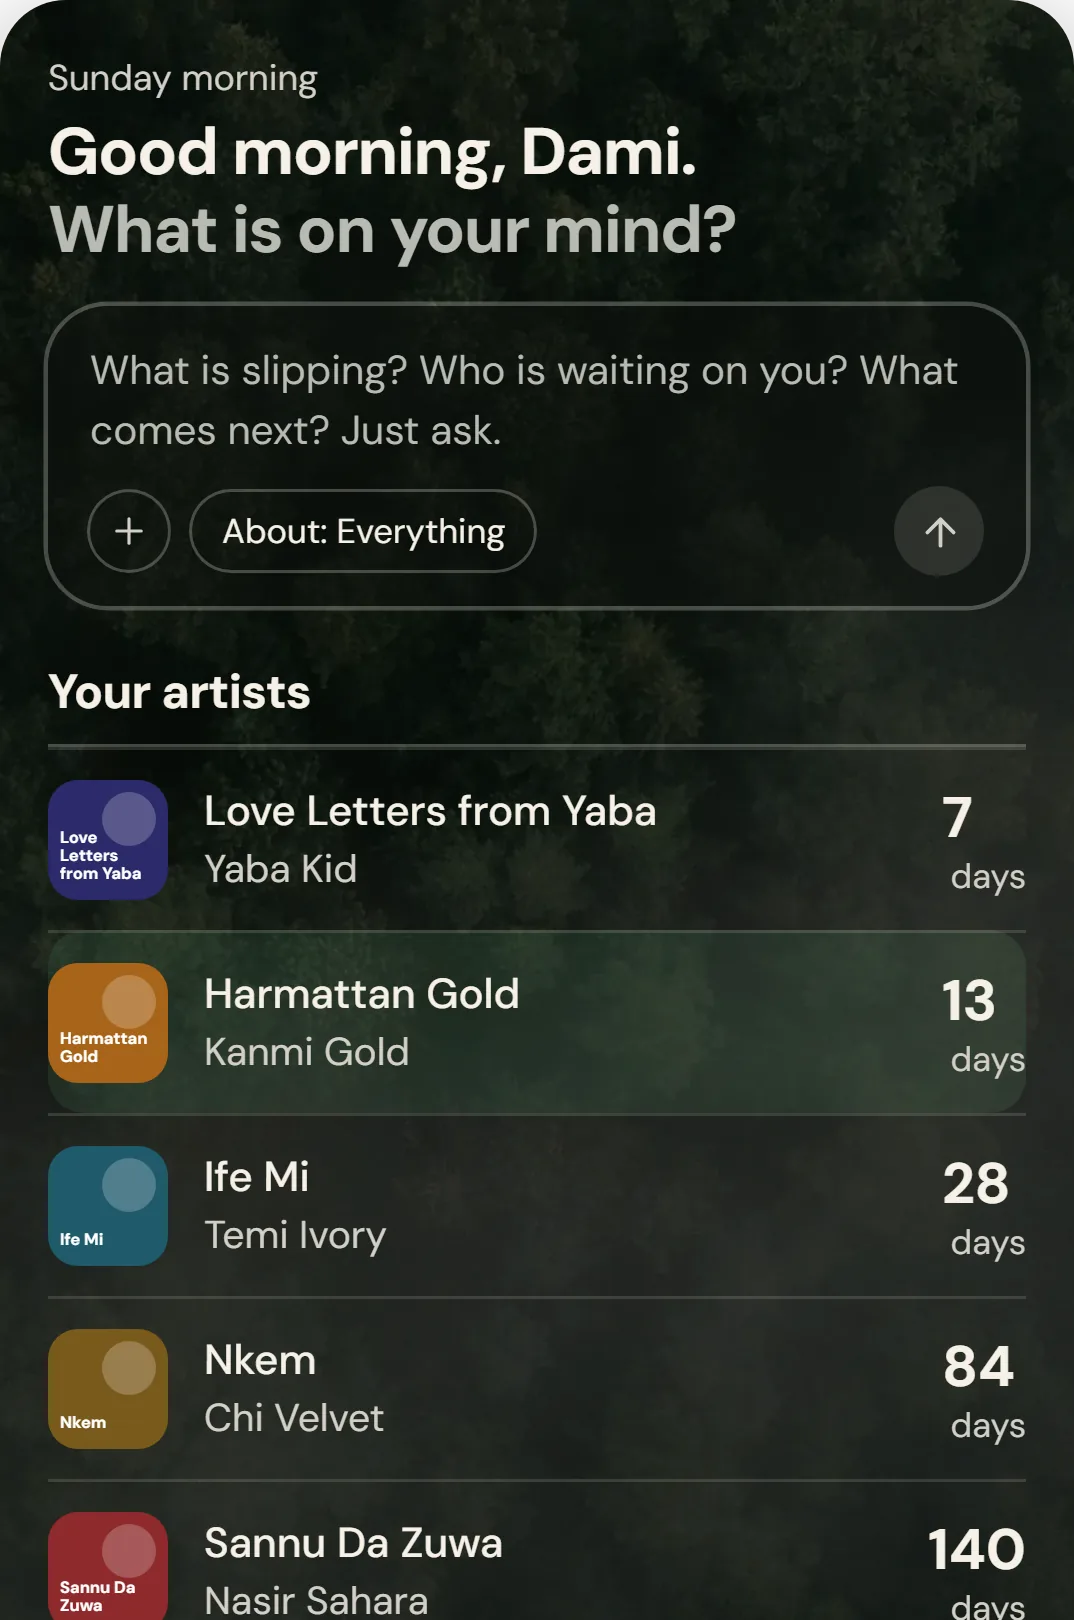 Sunday morning
Good morning, Dami.
What is on your mind?
What is slipping? Who is waiting on you? What
comes next? Just ask.
About: Everything
Your artists
Love
Letters
from Yaba
Love Letters from Yaba
Yaba Kid
7
days
Harmattan
Gold
Harmattan Gold
Kanmi Gold
13
days
Ife Mi
Ife Mi
Temi Ivory
28
days
Nkem
Nkem
Chi Velvet
84
days
Sannu Da
Zuwa
Sannu Da Zuwa
Nasir Sahara
140
days